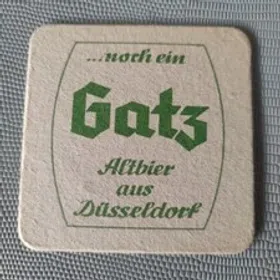 ...noch ein
Gatz
Altbier
aus
Düsseldorf